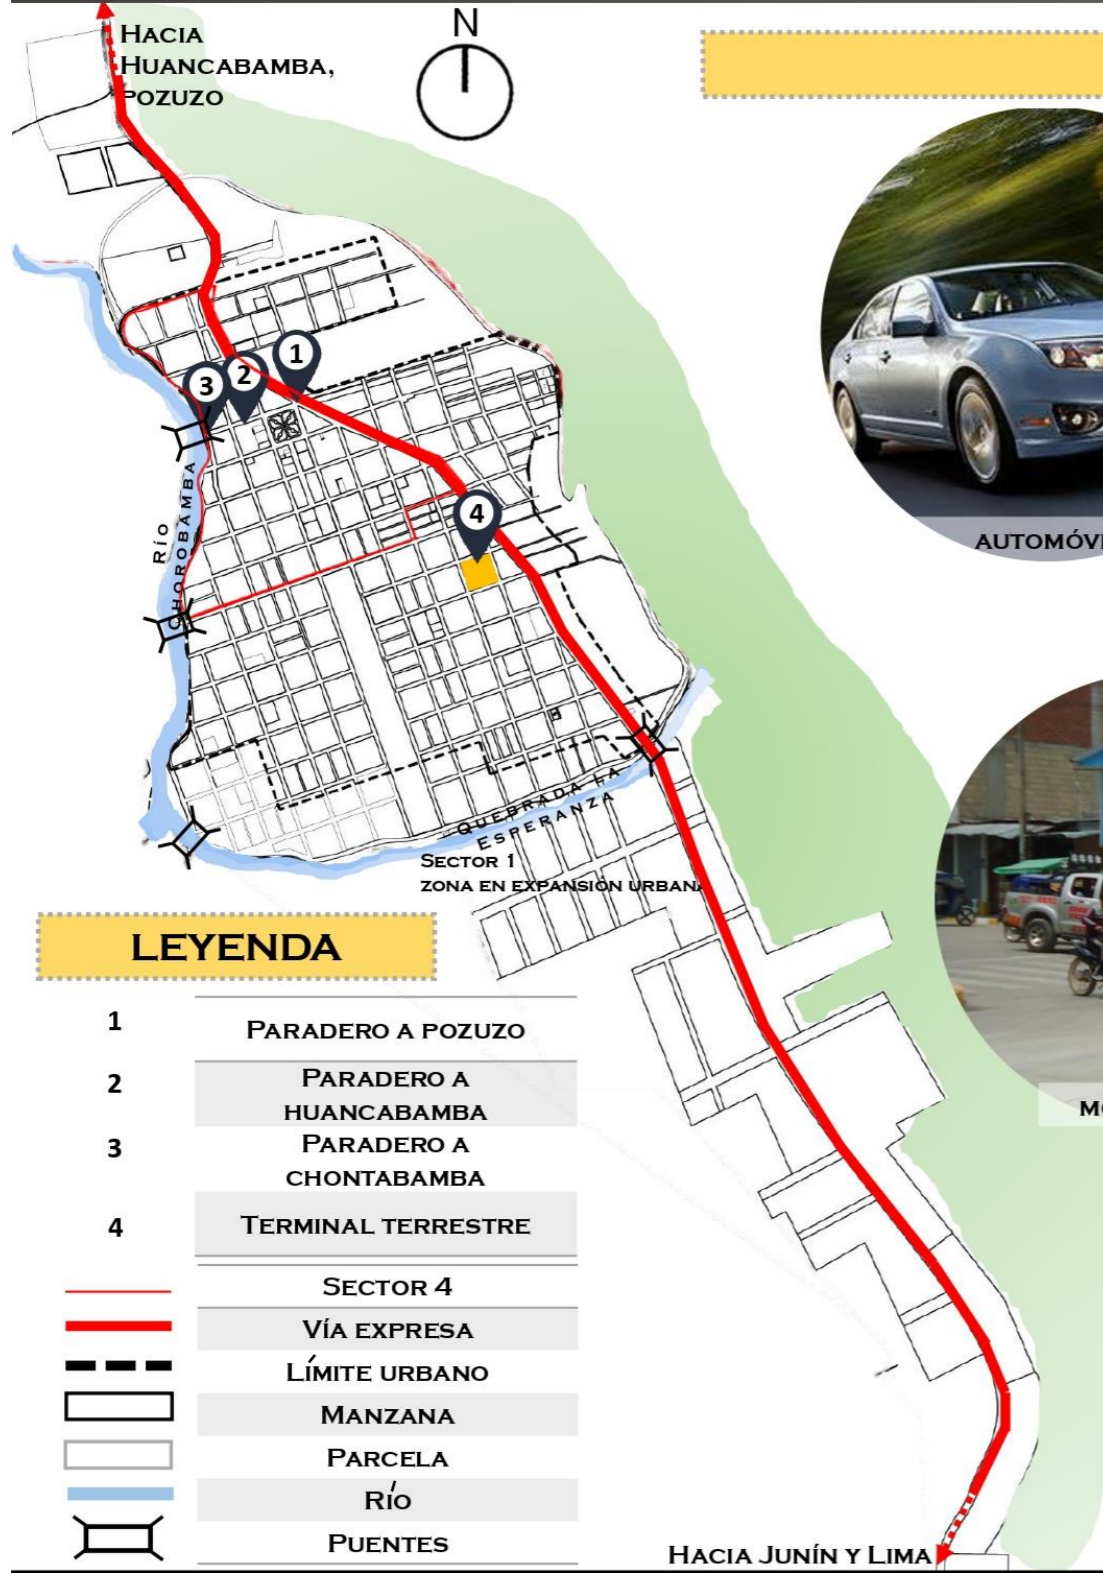 HACIA
HUANCABAMBA,
POZUZO
N
1
2
3
4
RÍO
CHOROBAMBA
QUEBRADA LA
ESPERANZA
SECTOR 1
ZONA EN EXPANSIÓN URBANA
AUTOMÓV
LEYENDA
1 PARADERO A POZUZO
2 PARADERO A
HUANCABAMBA
3 PARADERO A
CHONTABAMBA
4 TERMINAL TERRESTRE
SECTOR 4
VÍA EXPRESA
LÍMITE URBANO
MANZANA
PARCELA
RÍO
PUENTES
HACIA JUNÍN Y LIMA